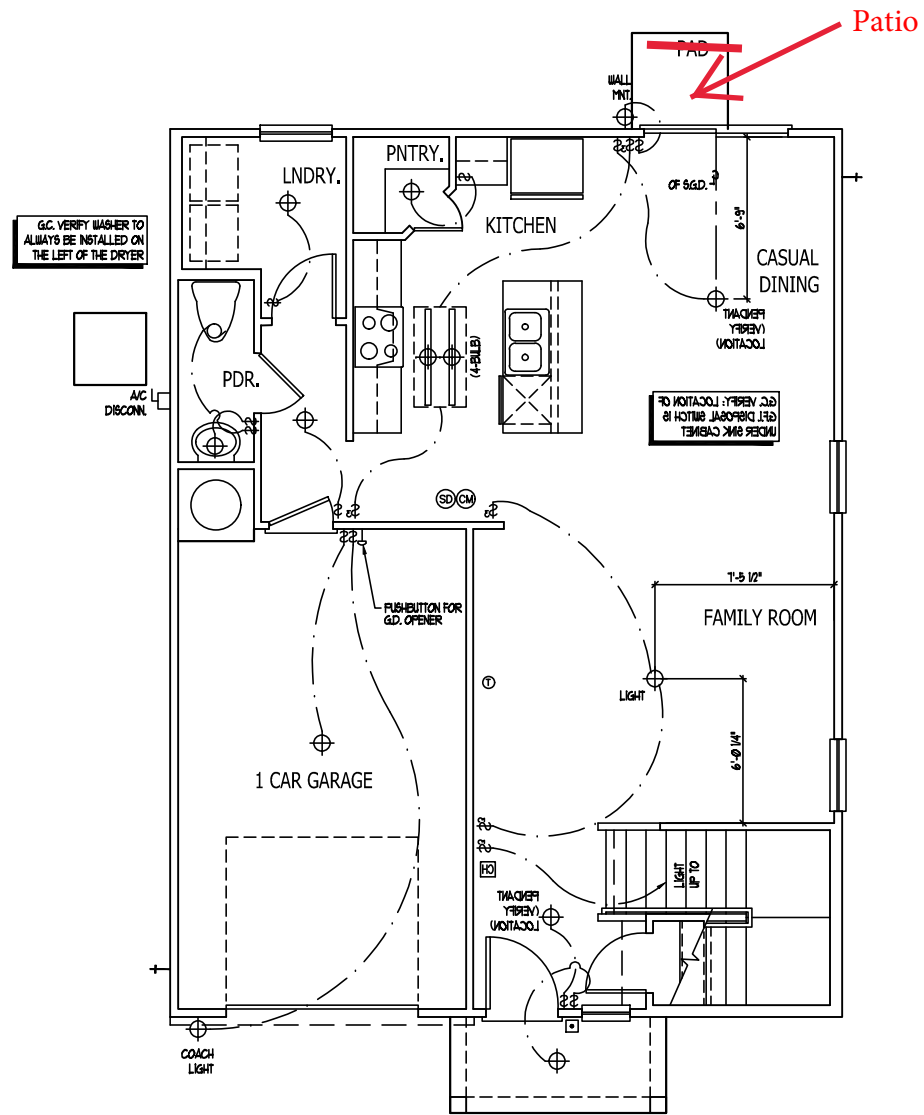 Patio
PAD
WALL
MNT.
LNDRY.
PNTRY.
KITCHEN
OF S.G.D.
6'-9"
CASUAL
DINING
G.C. VERIFY WASHER TO
ALWAYS BE INSTALLED ON
THE LEFT OF THE DRYER
PENDANT
(VERIFY
LOCATION)
(4-BULB)
PDR.
A/C
DISCONN.
G.C. VERIFY: LOCATION OF
G.F.I. DISPOSAL SWITCH IS
UNDER SINK CABINET
SD
CM
PUSHBUTTON FOR
G.D. OPENER
7'-5 1/2"
FAMILY ROOM
T
LIGHT
6'-0 1/4"
1 CAR GARAGE
CH
LIGHT
UP TO
PENDANT
(VERIFY
LOCATION)
COACH
LIGHT